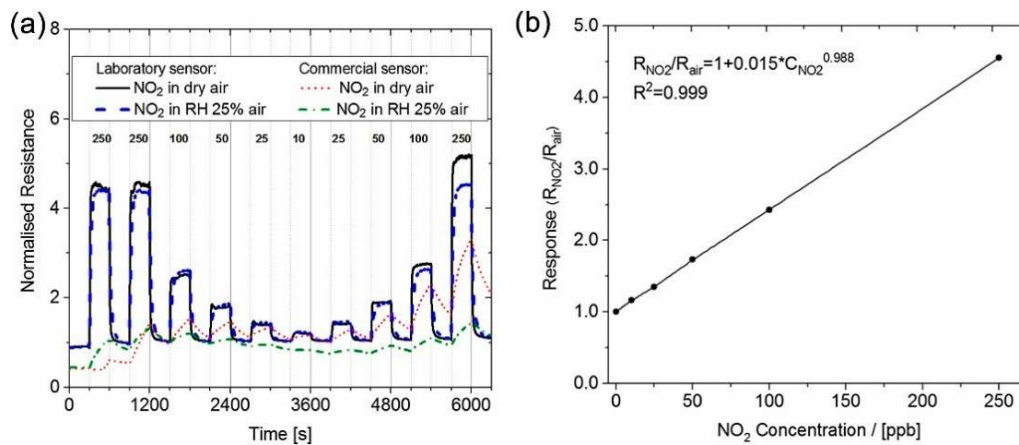 (a)
Laboratory sensor: Commercial sensor:
NO2 in dry air NO2 in dry air
NO2 in RH 25% air NO2 in RH 25% air
250 250 100 50 25 10 25 50 100 250
8
6
4
2
0
Normalised Resistance
0 1200 2400 3600 4800 6000
Time [s]
(b)
RNO2/Rair=1+0.015*CNO2^0.988
R²=0.999
5.0
4.0
3.0
2.0
1.0
0.0
Response (RNO2/Rair)
0 50 100 150 200 250
NO2 Concentration / [ppb]